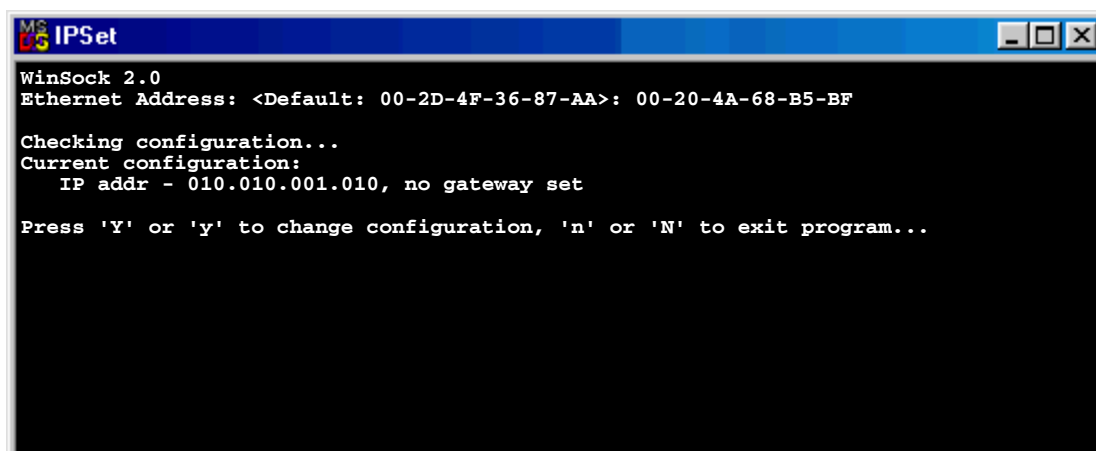 MS DS IPSet
WinSock 2.0
Ethernet Address: <Default: 00-2D-4F-36-87-AA>: 00-20-4A-68-B5-BF
Checking configuration...
Current configuration:
IP addr - 010.010.001.010, no gateway set
Press 'Y' or 'y' to change configuration, 'n' or 'N' to exit program...